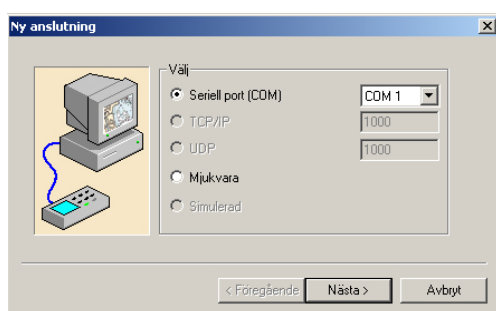 Ny anslutning
Välj
Seriell port (COM) COM 1
TCP/IP 1000
UDP 1000
Mjukvara
Simulerad
< Föregående Nästa > Avbryt